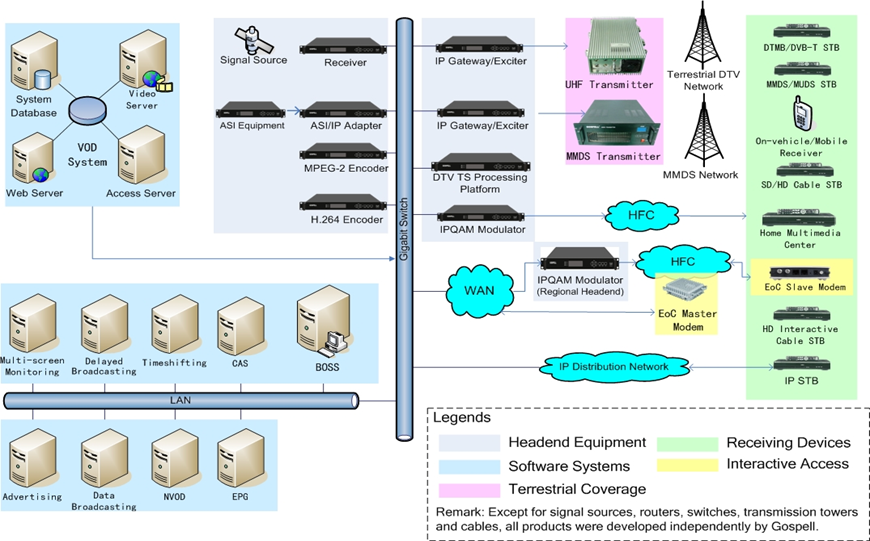 System
Database
Video
Server
VOD
System
Web Server
Access Server
Signal Source
Receiver
ASI Equipment
ASI/IP Adapter
MPEG-2 Encoder
H.264 Encoder
Gigabit Switch
IP Gateway/Exciter
IP Gateway/Exciter
DTV TS Processing
Platform
IPQAM Modulator
UHF Transmitter
MMDS Transmitter
Terrestrial DTV
Network
MMDS Network
HFC
WAN
IPQAM Modulator
(Regional Headend)
HFC
EoC Master
Modem
IP Distribution Network
DTMB/DVB-T STB
MMDS/MUDS STB
On-vehicle/Mobile
Receiver
SD/HD Cable STB
Home Multimedia
Center
EoC Slave Modem
HD Interactive
Cable STB
IP STB
Multi-screen
Monitoring
Delayed
Broadcasting
Timeshifting
CAS
BOSS
LAN
Advertising
Data
Broadcasting
NVOD
EPG
Legends
Headend Equipment
Receiving Devices
Software Systems
Interactive Access
Terrestrial Coverage
Remark: Except for signal sources, routers, switches, transmission towers
and cables, all products were developed independently by Gospell.